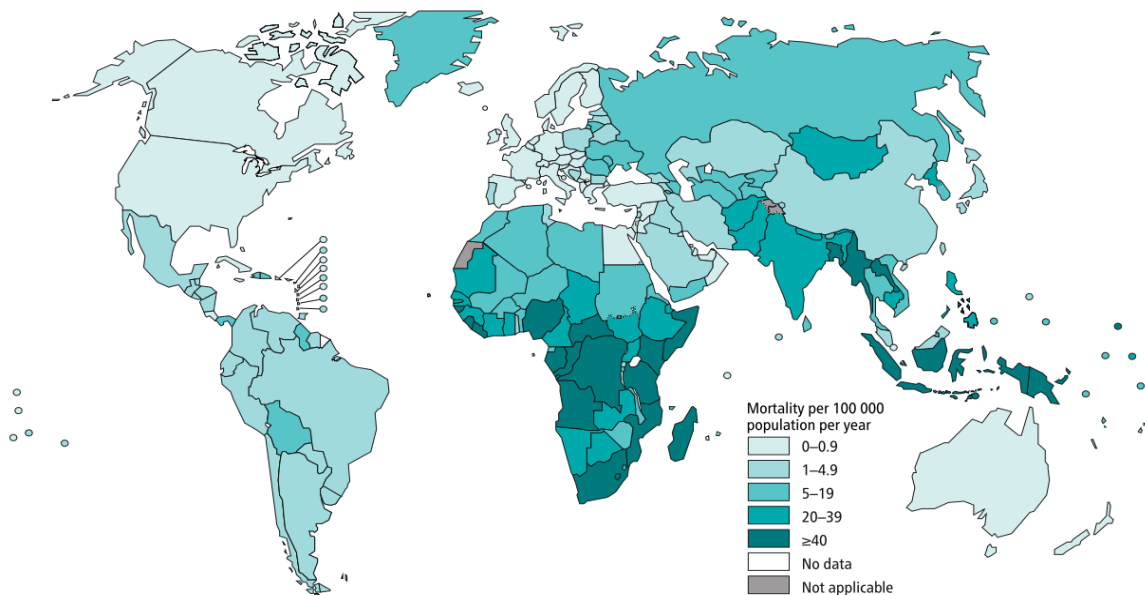 Mortality per 100 000
population per year
0–0.9
1–4.9
5–19
20–39
≥40
No data
Not applicable